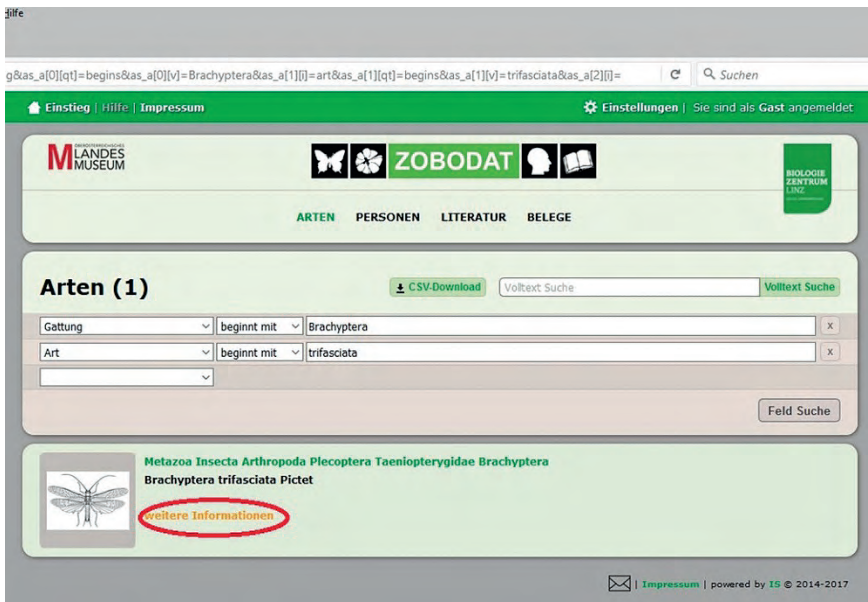 Hilfe
g&as_a[0][qt]=begins&as_a[0][v]=Brachyptera&as_a[1][i]=art&as_a[1][qt]=begins&as_a[1][v]=trifasciata&as_a[2][i]= Suchen
Einstieg | Hilfe | Impressum Einstellungen | Sie sind als Gast angemeldet
OBERÖSTERREICHISCHES
LANDES
MUSEUM
ZOBODAT
BIOLOGIE
ZENTRUM
LINZ
ARTEN PERSONEN LITERATUR BELEGE
Arten (1) CSV-Download Volltext Suche Volltext Suche
Gattung beginnt mit Brachyptera x
Art beginnt mit trifasciata x
Feld Suche
Metazoa Insecta Arthropoda Plecoptera Taeniopterygidae Brachyptera
Brachyptera trifasciata Pictet
weitere Informationen
| Impressum | powered by IS © 2014-2017